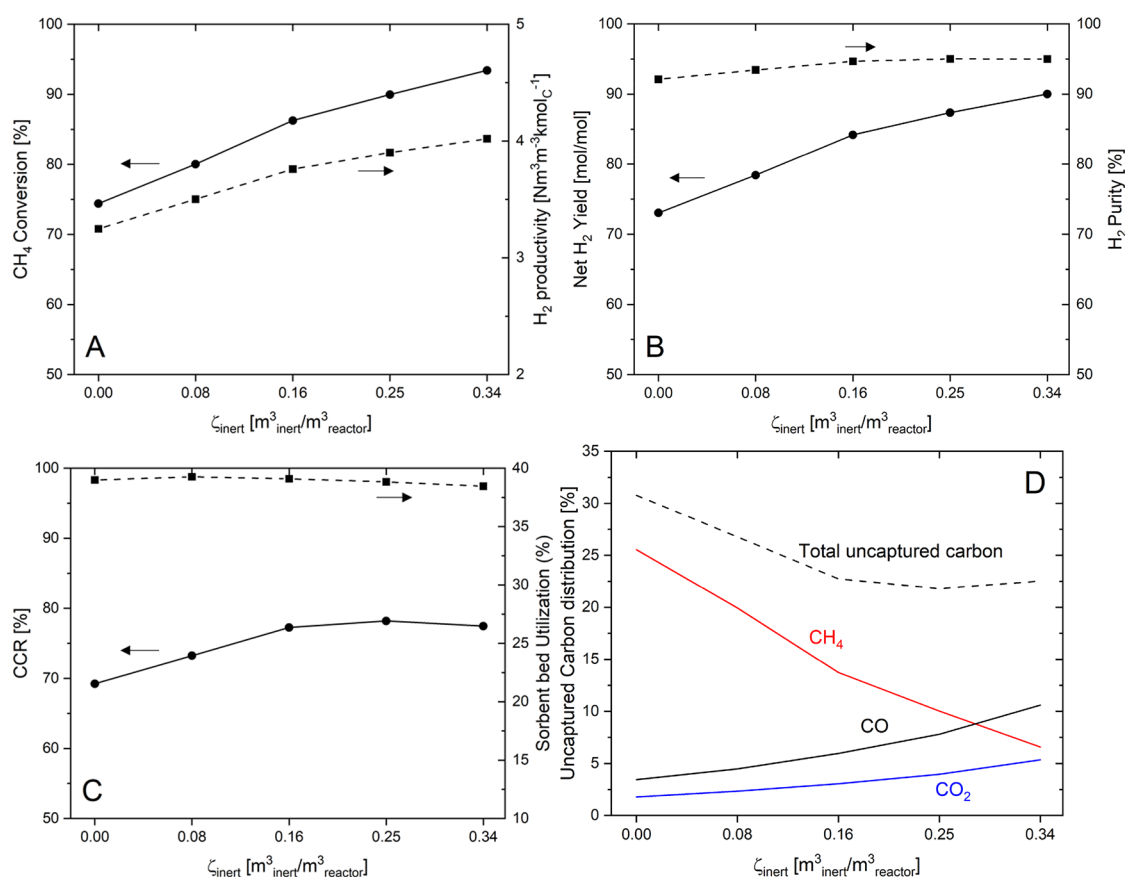 100
90
80
70
60
50
CH₄ Conversion [%]
A
0.00 0.08 0.16 0.25 0.34
ζinert [m³inert/m³reactor]
5
4
3
2
H₂ productivity [Nm³m⁻³kmolC⁻¹]
100
90
80
70
60
50
Net H₂ Yield [mol/mol]
B
0.00 0.08 0.16 0.25 0.34
ζinert [m³inert/m³reactor]
100
90
80
70
60
50
H₂ Purity [%]
100
90
80
70
60
50
CCR [%]
C
0.00 0.08 0.16 0.25 0.34
ζinert [m³inert/m³reactor]
40
35
30
25
20
15
10
Sorbent bed Utilization (%)
35
30
25
20
15
10
5
0
Uncaptured Carbon distribution [%]
D
Total uncaptured carbon
CH₄
CO
CO₂
0.00 0.08 0.16 0.25 0.34
ζinert [m³inert/m³reactor]